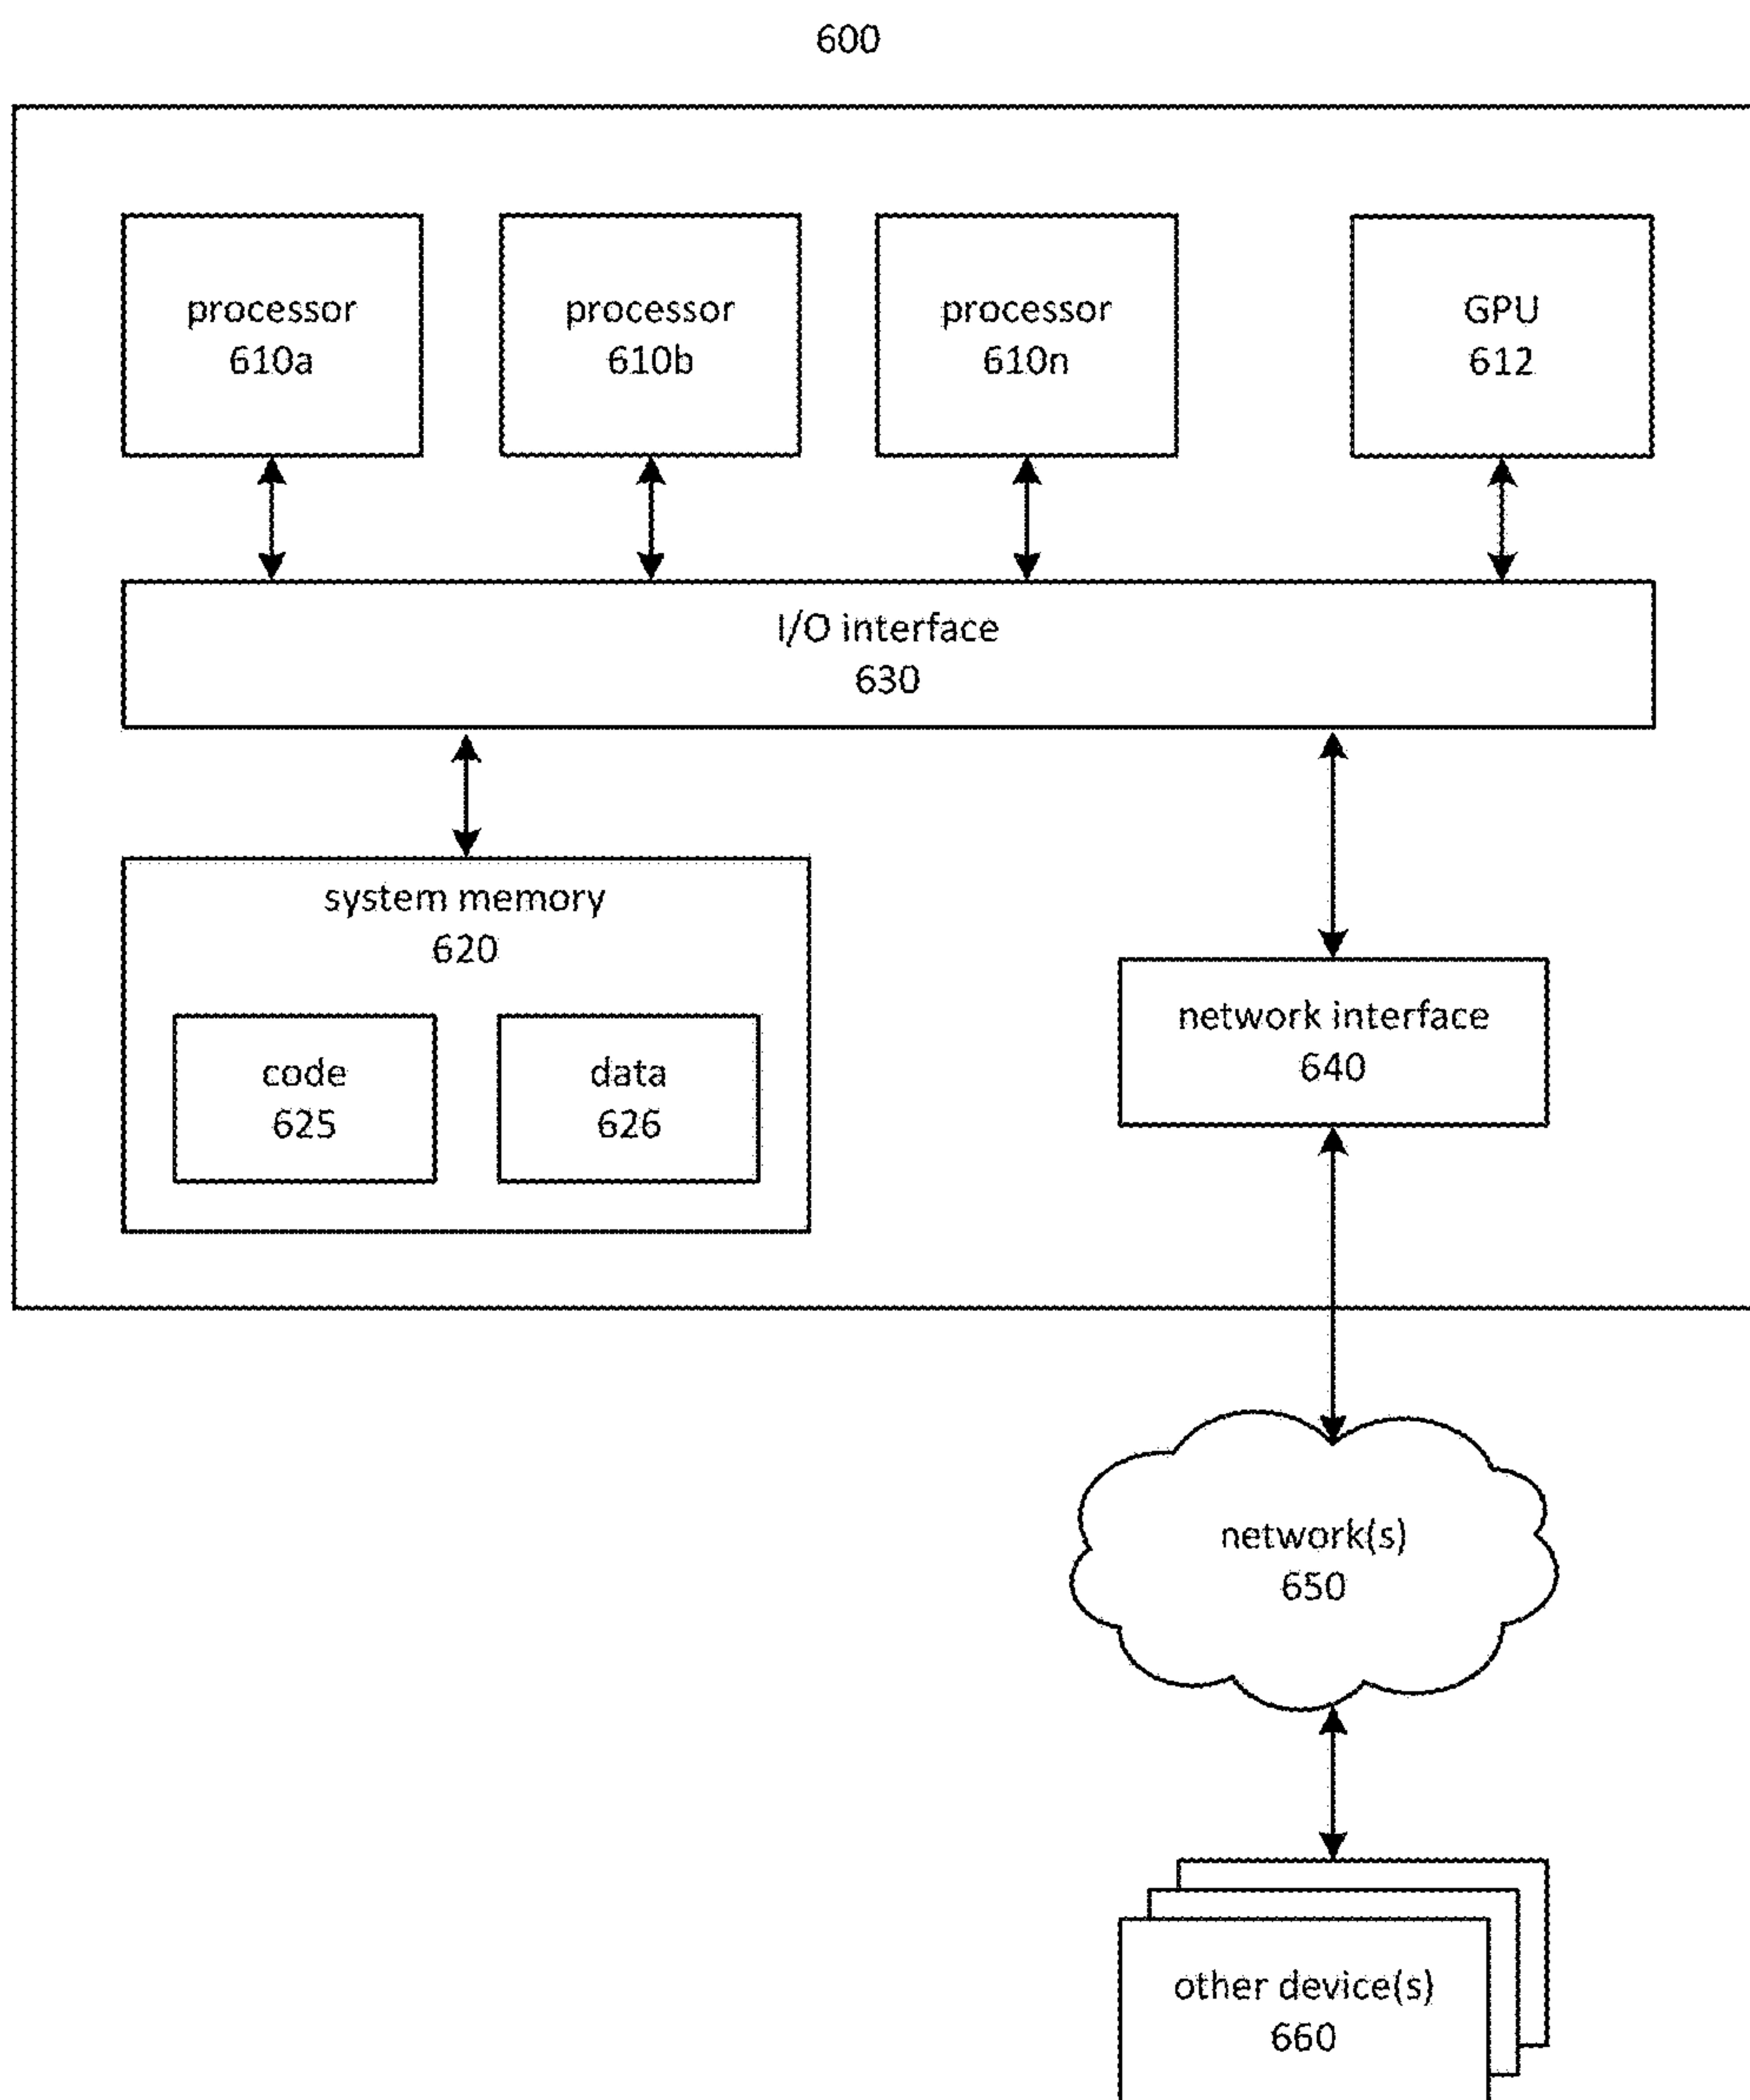 600
processor
610a
processor
610b
processor
610n
GPU
612
I/O interface
630
system memory
620
code
625
data
626
network interface
640
network(s)
650
other device(s)
660